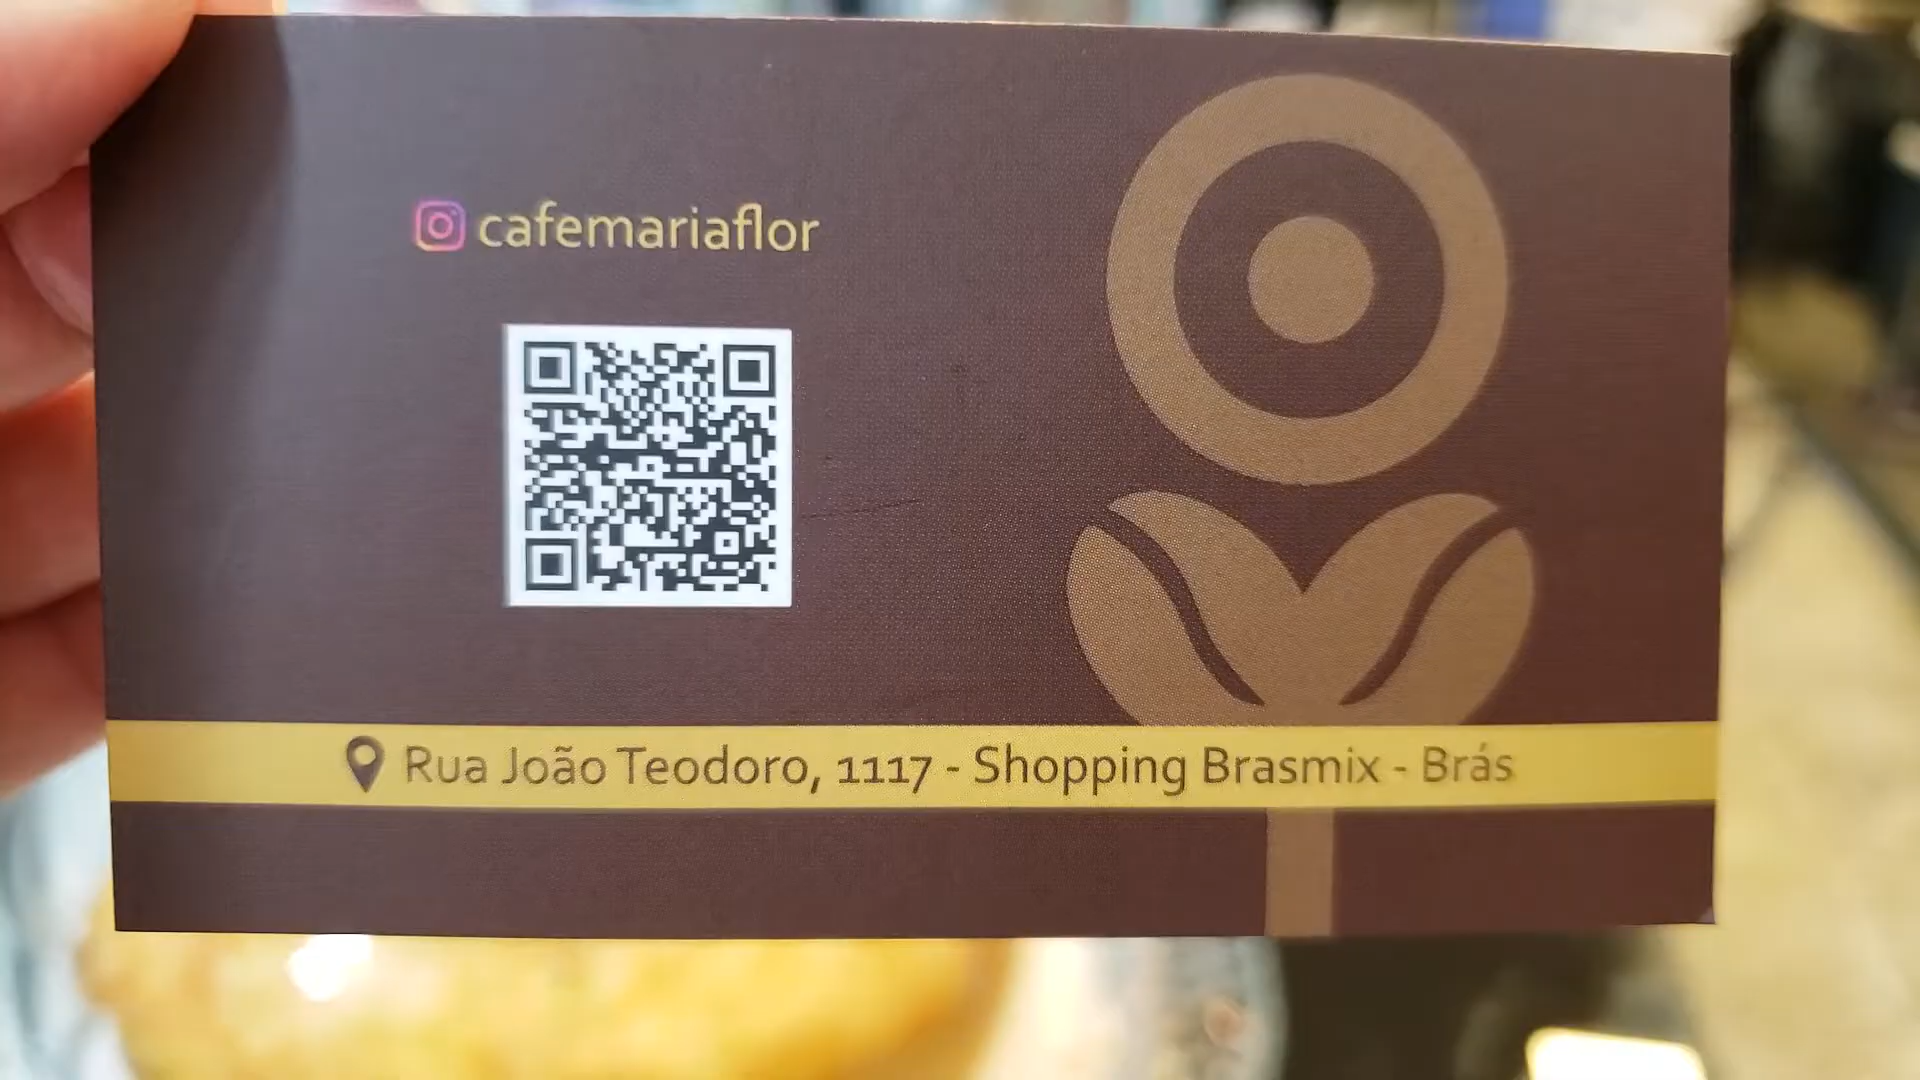 cafemariaflor
Rua João Teodoro, 1117 - Shopping Brasmix - Brás